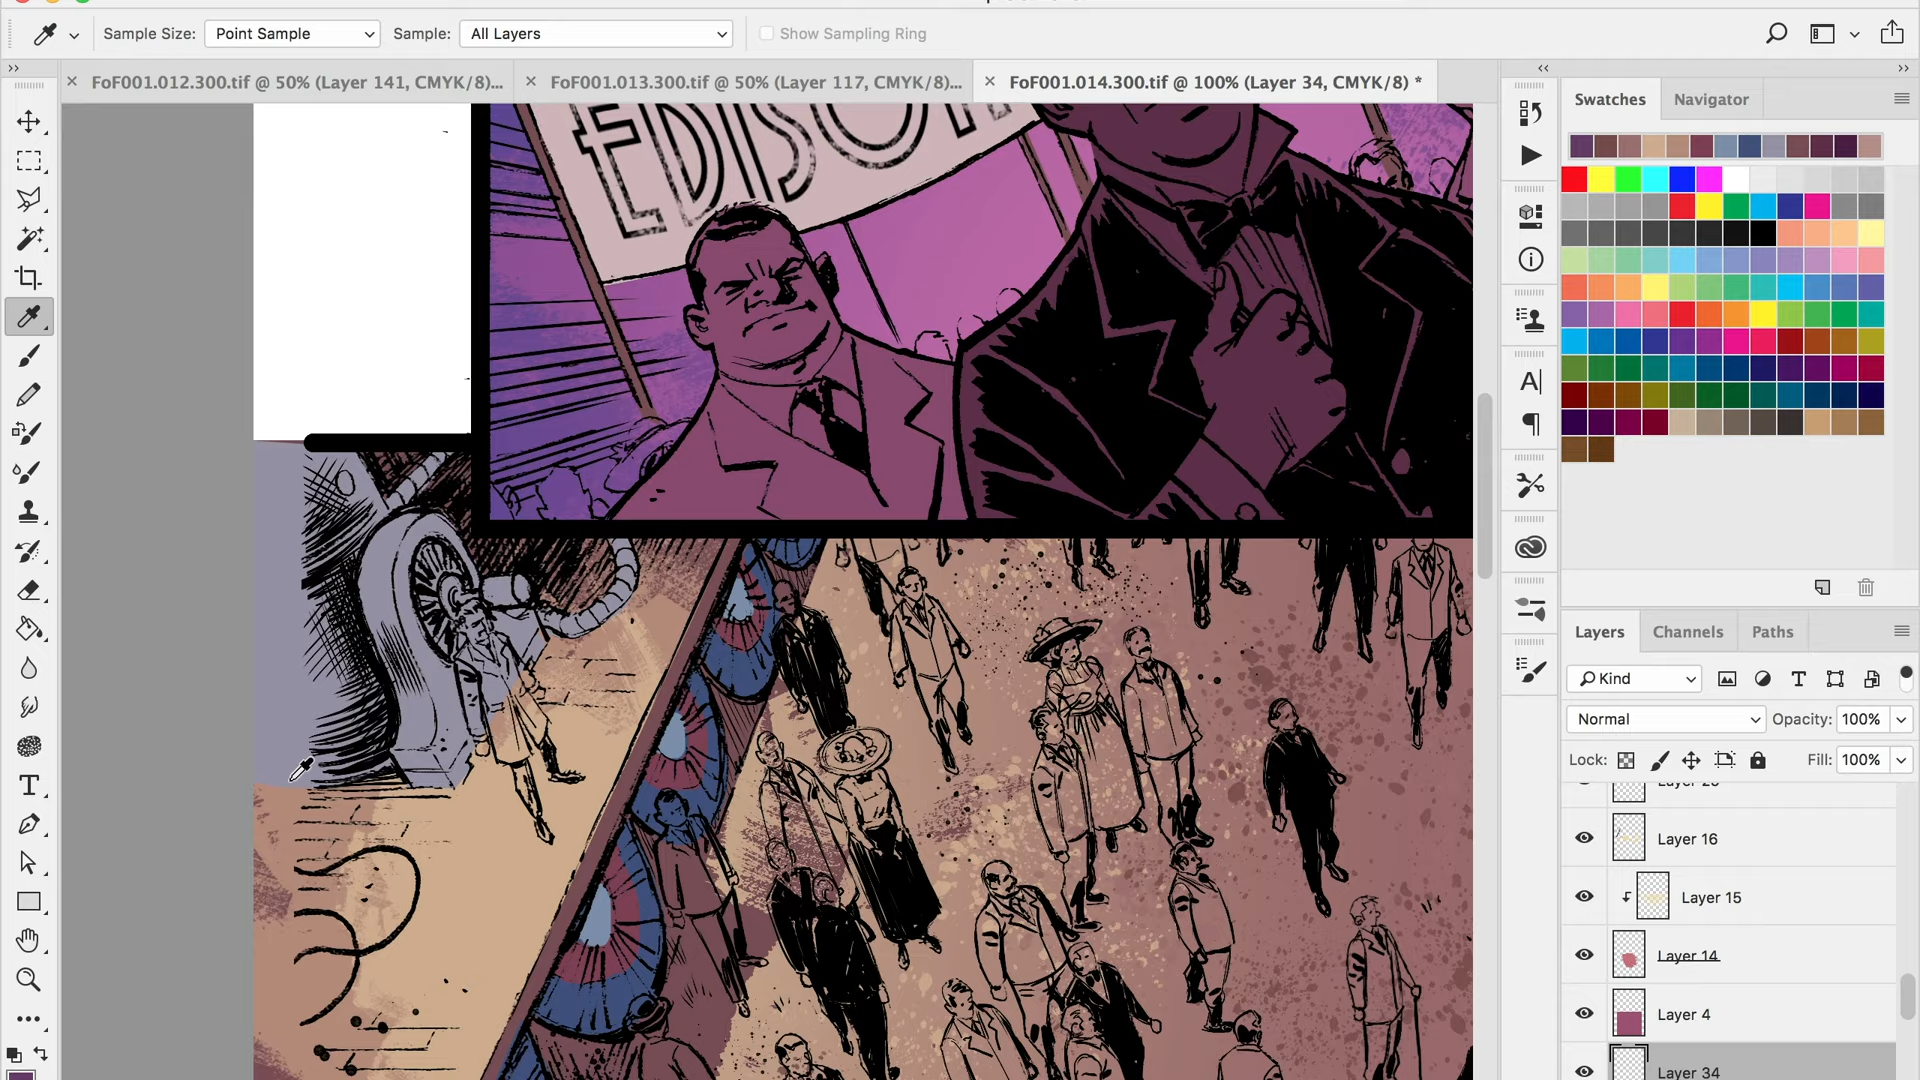 Sample Size: Point Sample Sample: All Layers Show Sampling Ring
FoF001.012.300.tif @ 50% (Layer 141, CMYK/8)...
FoF001.013.300.tif @ 50% (Layer 117, CMYK/8)...
FoF001.014.300.tif @ 100% (Layer 34, CMYK/8) *
Swatches Navigator
EDISON
Layers Channels Paths
Kind
Normal Opacity: 100%
Lock: Fill: 100%
Layer 16
Layer 15
Layer 14
Layer 4
Layer 34